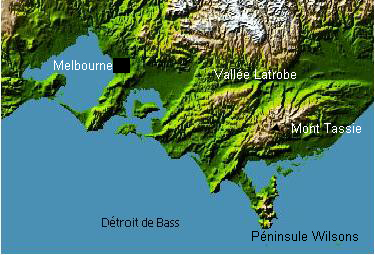 Melbourne
Vallée Latrobe
Mont Tassie
Détroit de Bass
Péninsule Wilsons